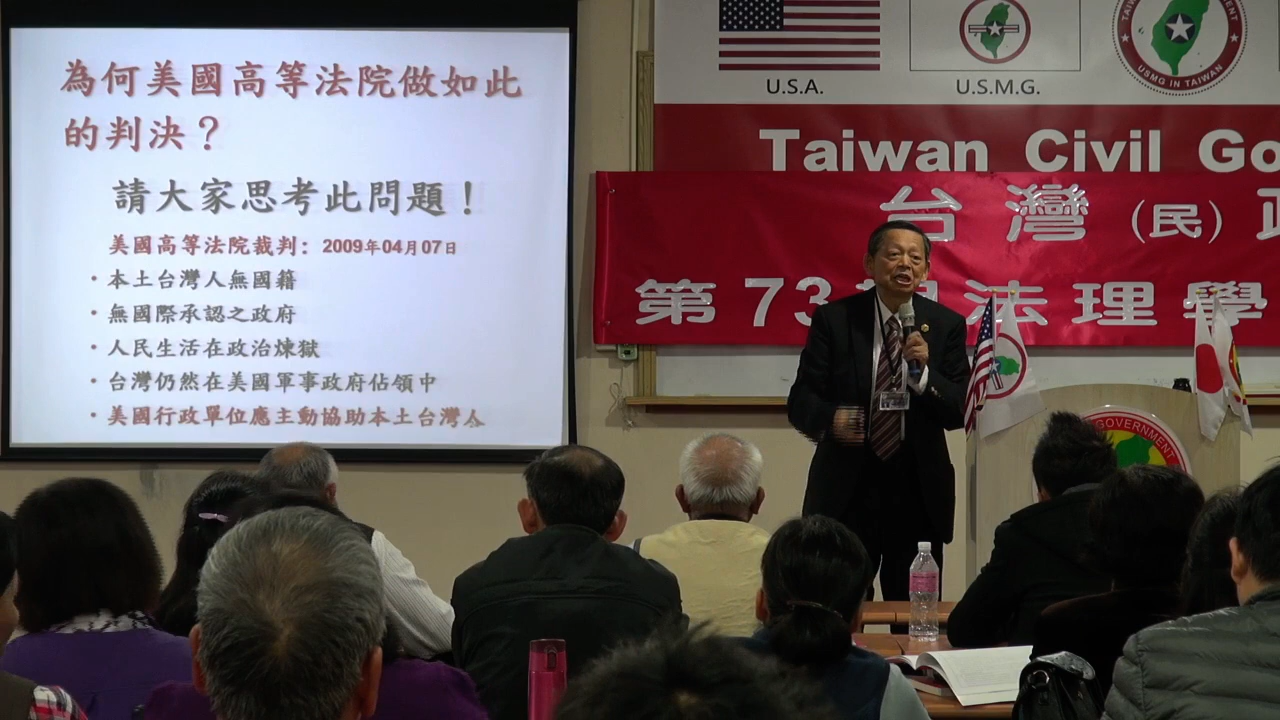 為何美國高等法院做如此
的判決？
請大家思考此問題！
美國高等法院裁判：2009年04月07日
・本土台灣人無國籍
・無國際承認之政府
・人民生活在政治煉獄
・台灣仍然在美國軍事政府佔領中
・美國行政單位應主動協助本土台灣人
U.S.A.
U.S.M.G.
USMG IN TAIWAN
Taiwan Civil Go
台灣（民）政
第73 法理學
GOVERNMENT